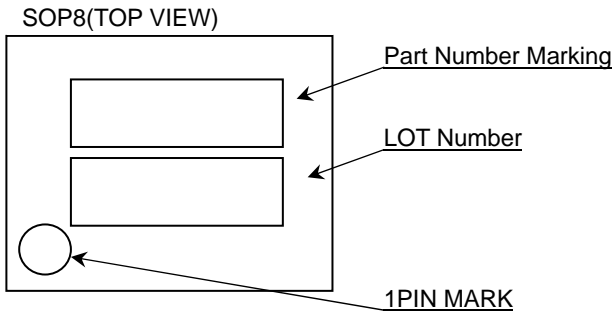 SOP8(TOP VIEW)
Part Number Marking
LOT Number
1PIN MARK